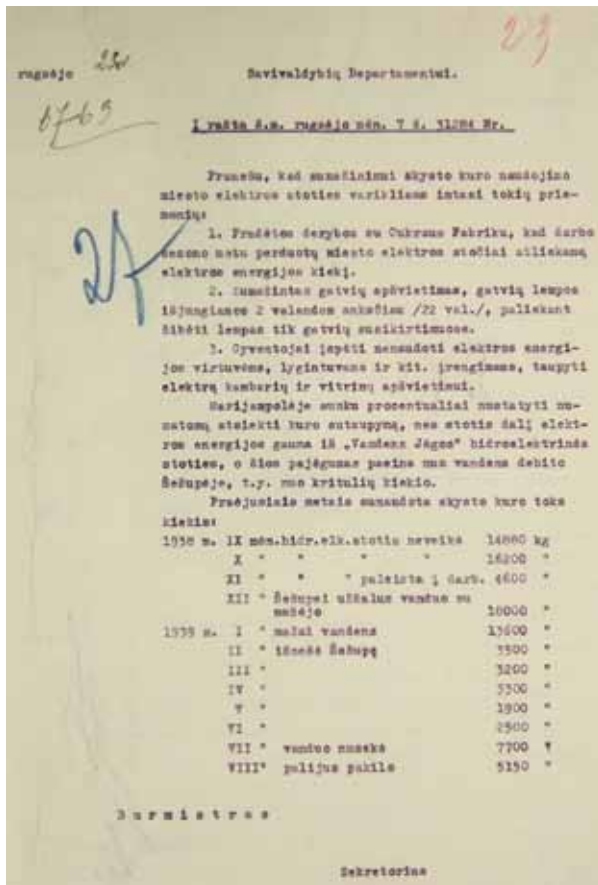 23
rugsėjo 22
6763
Savivaldybių Departamentui.
Į raštą š.m. rugsėjo mėn. 7 d. 31284 Nr.
Pranešu, kad sumažinimui skysto kuro naudojimo
miesto elektros stoties varikliams imtasi tokių prie-
monių:
27
1. Pradėtos derybos su Cukraus Fabriku, kad darbo
sezono metu perduotų miesto elektros stočiai atliekamą
elektros energijos kiekį.
2. Sumažintas gatvių apšvietimas, gatvių lempos
išjungiamos 2 valandom anksčiau /22 val./, paliekant
žibėti lempas tik gatvių susikirtimuose.
3. Gyventojai įspėti nenaudoti elektros energi-
jos virtuvėms, lygintuvams ir kit. įrengimams, taupyti
elektrą kambarių ir vitrinų apšvietimui.
Marijampolėje sunku procentualiai nustatyti nu-
matomą atsiekti kuro sutaupymą, nes stotis dalį elekt-
ros energijos gauna iš „Vandens Jėgos" hidroelektrinės
stoties, o šios pajėgumas paeina nuo vandens debito
Šešupėje, t.y. nuo kritulių kiekio.
Praėjusiais metais sunaudota skysto kuro toks
kiekis:
1938 m. IX mėn.hidr.elk.stotis neveikė 14880 kg
X " " " " 16200 "
XI " " " paleista į darb. 4600 "
XII " Šešupei užšalus vanduo su
mažėjo 10000 "
1939 m. I " mažai vandens 13600 "
II " išnešė Šešupę 3500 "
III " 3200 "
IV " 3300 "
V " 1900 "
VI " 2500 "
VII " vanduo nuseko 7700 "
VIII" palijus pakilo 5150 "
Burmistras
Sekretorius